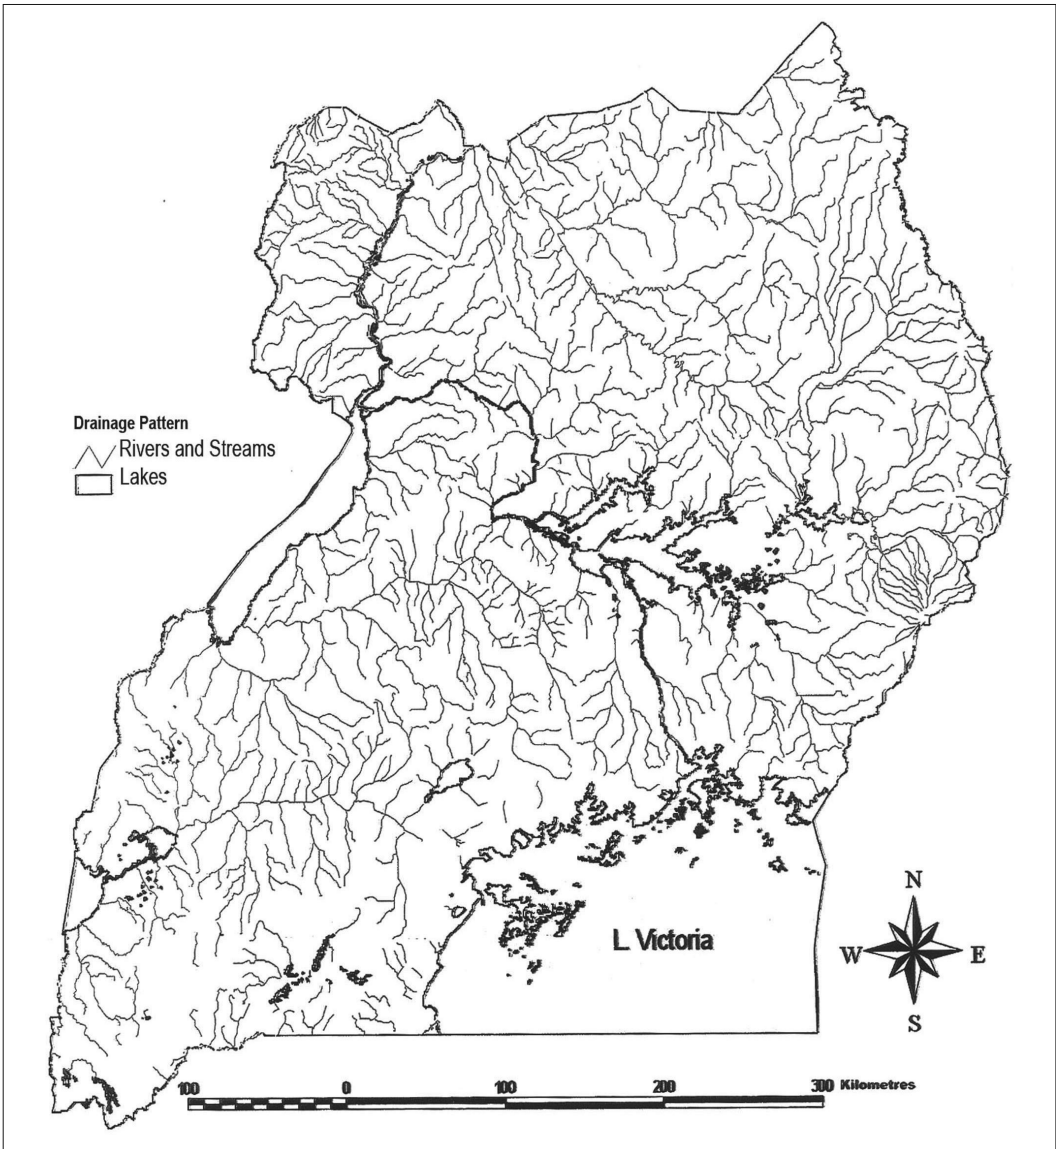 Drainage Pattern
Rivers and Streams
Lakes
L. Victoria
N
W
E
S
100 0 100 200 300 Kilometres